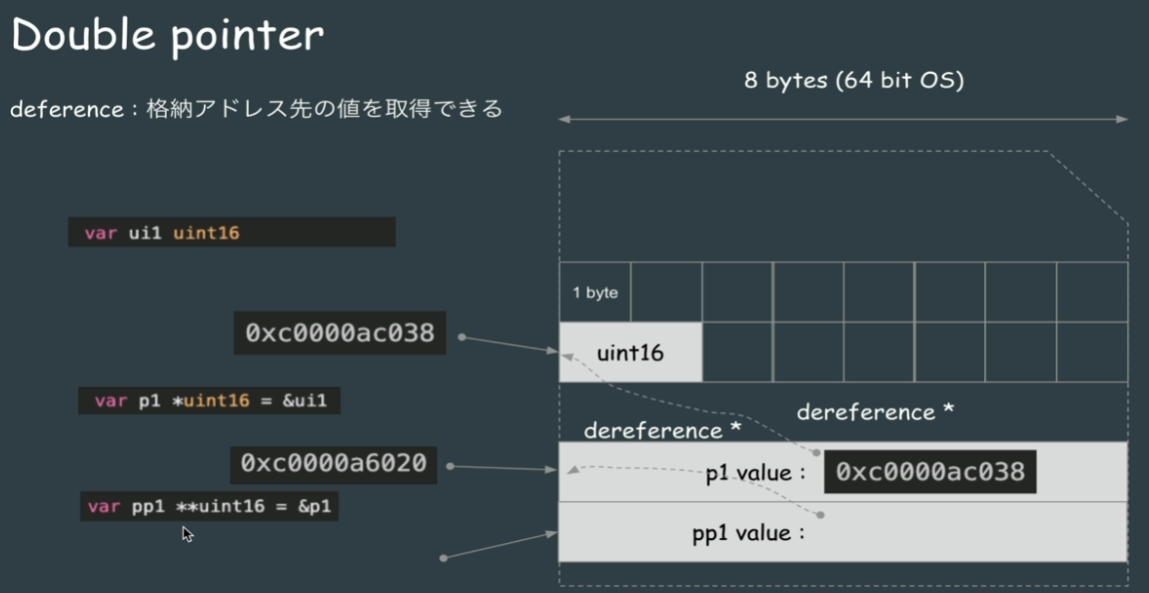 Double pointer
8 bytes (64 bit OS)
deference : 格納アドレス先の値を取得できる
var ui1 uint16
1 byte
0xc0000ac038
uint16
var p1 *uint16 = &ui1
dereference *
dereference *
0xc0000a6020
p1 value :
0xc0000ac038
var pp1 **uint16 = &p1
pp1 value :